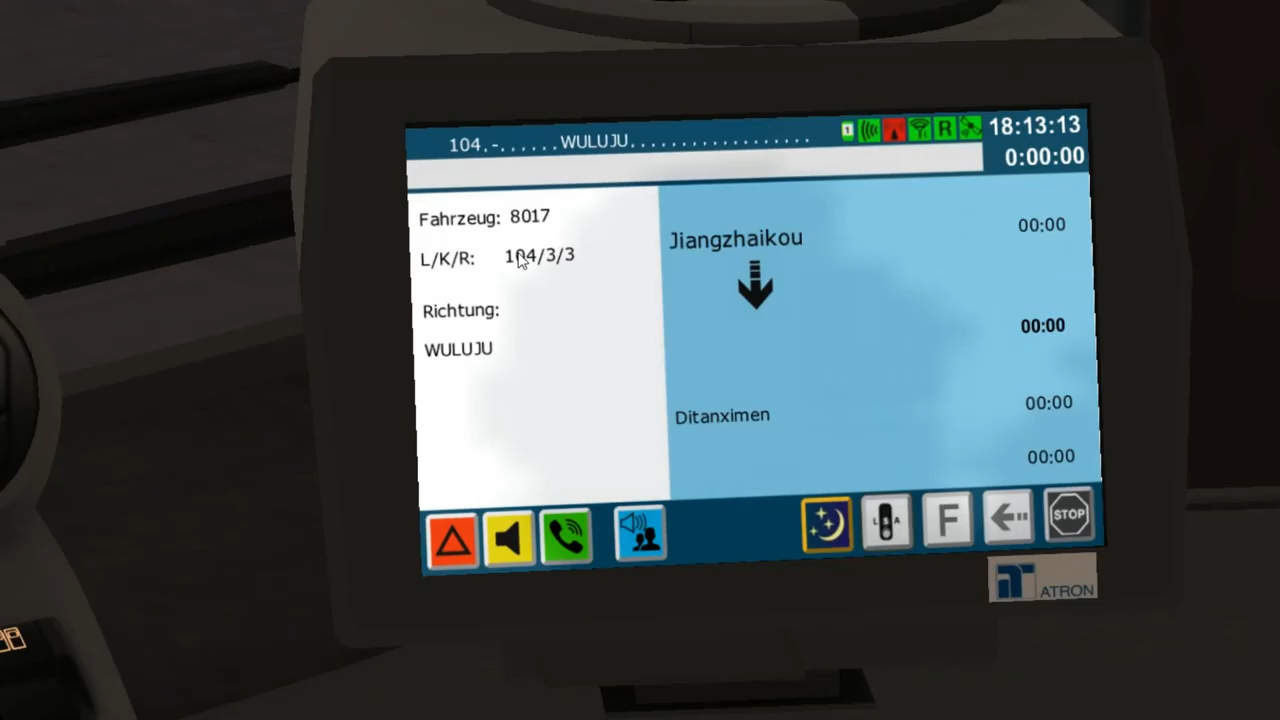 104.-......WULUJU..................
1
R
18:13:13
0:00:00
Fahrzeug: 8017
L/K/R: 104/3/3
Richtung:
WULUJU
Jiangzhaikou 00:00
00:00
Ditanximen 00:00
00:00
L S A
F
STOP
ATRON